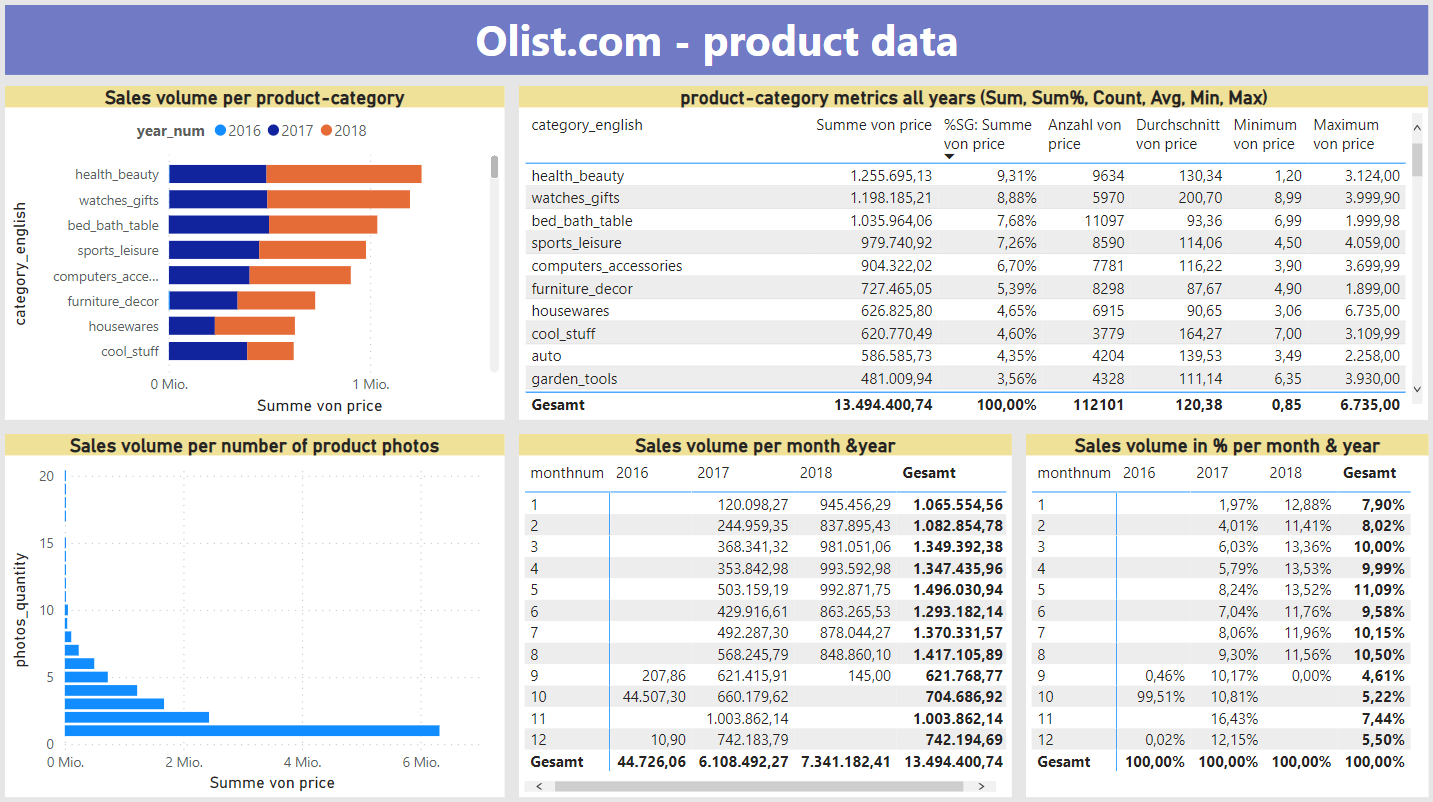 Olist.com - product data
Sales volume per product-category
year_num 2016 2017 2018
category_english
health_beauty
watches_gifts
bed_bath_table
sports_leisure
computers_acce...
furniture_decor
housewares
cool_stuff
0 Mio. 1 Mio.
Summe von price
product-category metrics all years (Sum, Sum%, Count, Avg, Min, Max)
category_english Summe von price %SG: Summe von price Anzahl von price Durchschnitt von price Minimum von price Maximum von price
health_beauty 1.255.695,13 9,31% 9634 130,34 1,20 3.124,00
watches_gifts 1.198.185,21 8,88% 5970 200,70 8,99 3.999,90
bed_bath_table 1.035.964,06 7,68% 11097 93,36 6,99 1.999,98
sports_leisure 979.740,92 7,26% 8590 114,06 4,50 4.059,00
computers_accessories 904.322,02 6,70% 7781 116,22 3,90 3.699,99
furniture_decor 727.465,05 5,39% 8298 87,67 4,90 1.899,00
housewares 626.825,80 4,65% 6915 90,65 3,06 6.735,00
cool_stuff 620.770,49 4,60% 3779 164,27 7,00 3.109,99
auto 586.585,73 4,35% 4204 139,53 3,49 2.258,00
garden_tools 481.009,94 3,56% 4328 111,14 6,35 3.930,00
Gesamt 13.494.400,74 100,00% 112101 120,38 0,85 6.735,00
Sales volume per number of product photos
photos_quantity
20
15
10
5
0
0 Mio. 2 Mio. 4 Mio. 6 Mio.
Summe von price
Sales volume per month &year
monthnum 2016 2017 2018 Gesamt
1 120.098,27 945.456,29 1.065.554,56
2 244.959,35 837.895,43 1.082.854,78
3 368.341,32 981.051,06 1.349.392,38
4 353.842,98 993.592,98 1.347.435,96
5 503.159,19 992.871,75 1.496.030,94
6 429.916,61 863.265,53 1.293.182,14
7 492.287,30 878.044,27 1.370.331,57
8 568.245,79 848.860,10 1.417.105,89
9 207,86 621.415,91 145,00 621.768,77
10 44.507,30 660.179,62 704.686,92
11 1.003.862,14 1.003.862,14
12 10,90 742.183,79 742.194,69
Gesamt 44.726,06 6.108.492,27 7.341.182,41 13.494.400,74
Sales volume in % per month & year
monthnum 2016 2017 2018 Gesamt
1 1,97% 12,88% 7,90%
2 4,01% 11,41% 8,02%
3 6,03% 13,36% 10,00%
4 5,79% 13,53% 9,99%
5 8,24% 13,52% 11,09%
6 7,04% 11,76% 9,58%
7 8,06% 11,96% 10,15%
8 9,30% 11,56% 10,50%
9 0,46% 10,17% 0,00% 4,61%
10 99,51% 10,81% 5,22%
11 16,43% 7,44%
12 0,02% 12,15% 5,50%
Gesamt 100,00% 100,00% 100,00% 100,00%